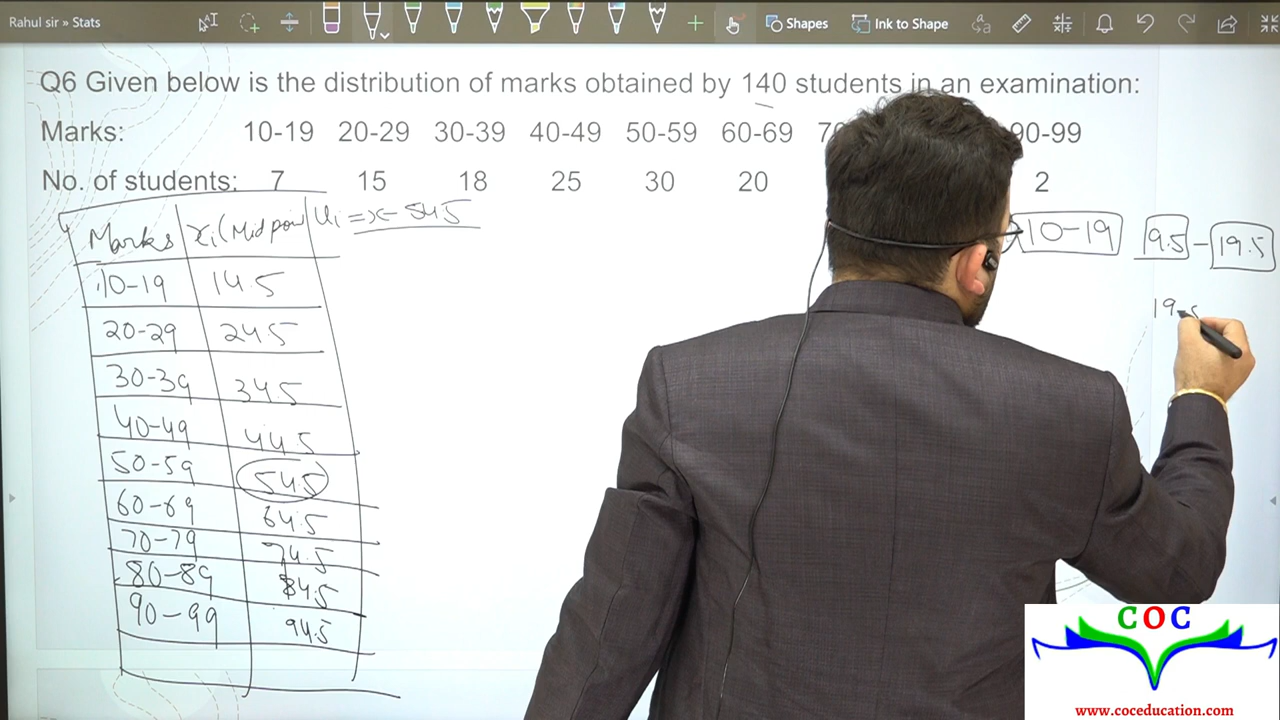 Rahul sir » Stats
Shapes
Ink to Shape
Q6 Given below is the distribution of marks obtained by 140 students in an examination:
Marks: 10-19 20-29 30-39 40-49 50-59 60-69 90-99
No. of students: 7 15 18 25 30 20 2
Marks xi (Mid poin ui = x - 54.5
10-19 14.5
20-29 24.5
30-39 34.5
40-49 44.5
50-59 54.5
60-69 64.5
70-79 74.5
80-89 84.5
90-99 94.5
10-19 9.5 - 19.5
19.5
COC
www.coceducation.com